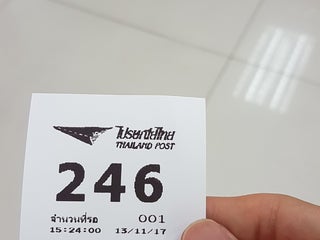 ไปรษณีย์ไทย
THAILAND POST
246
จำนวนที่รอ 001
15:24:00 13/11/17